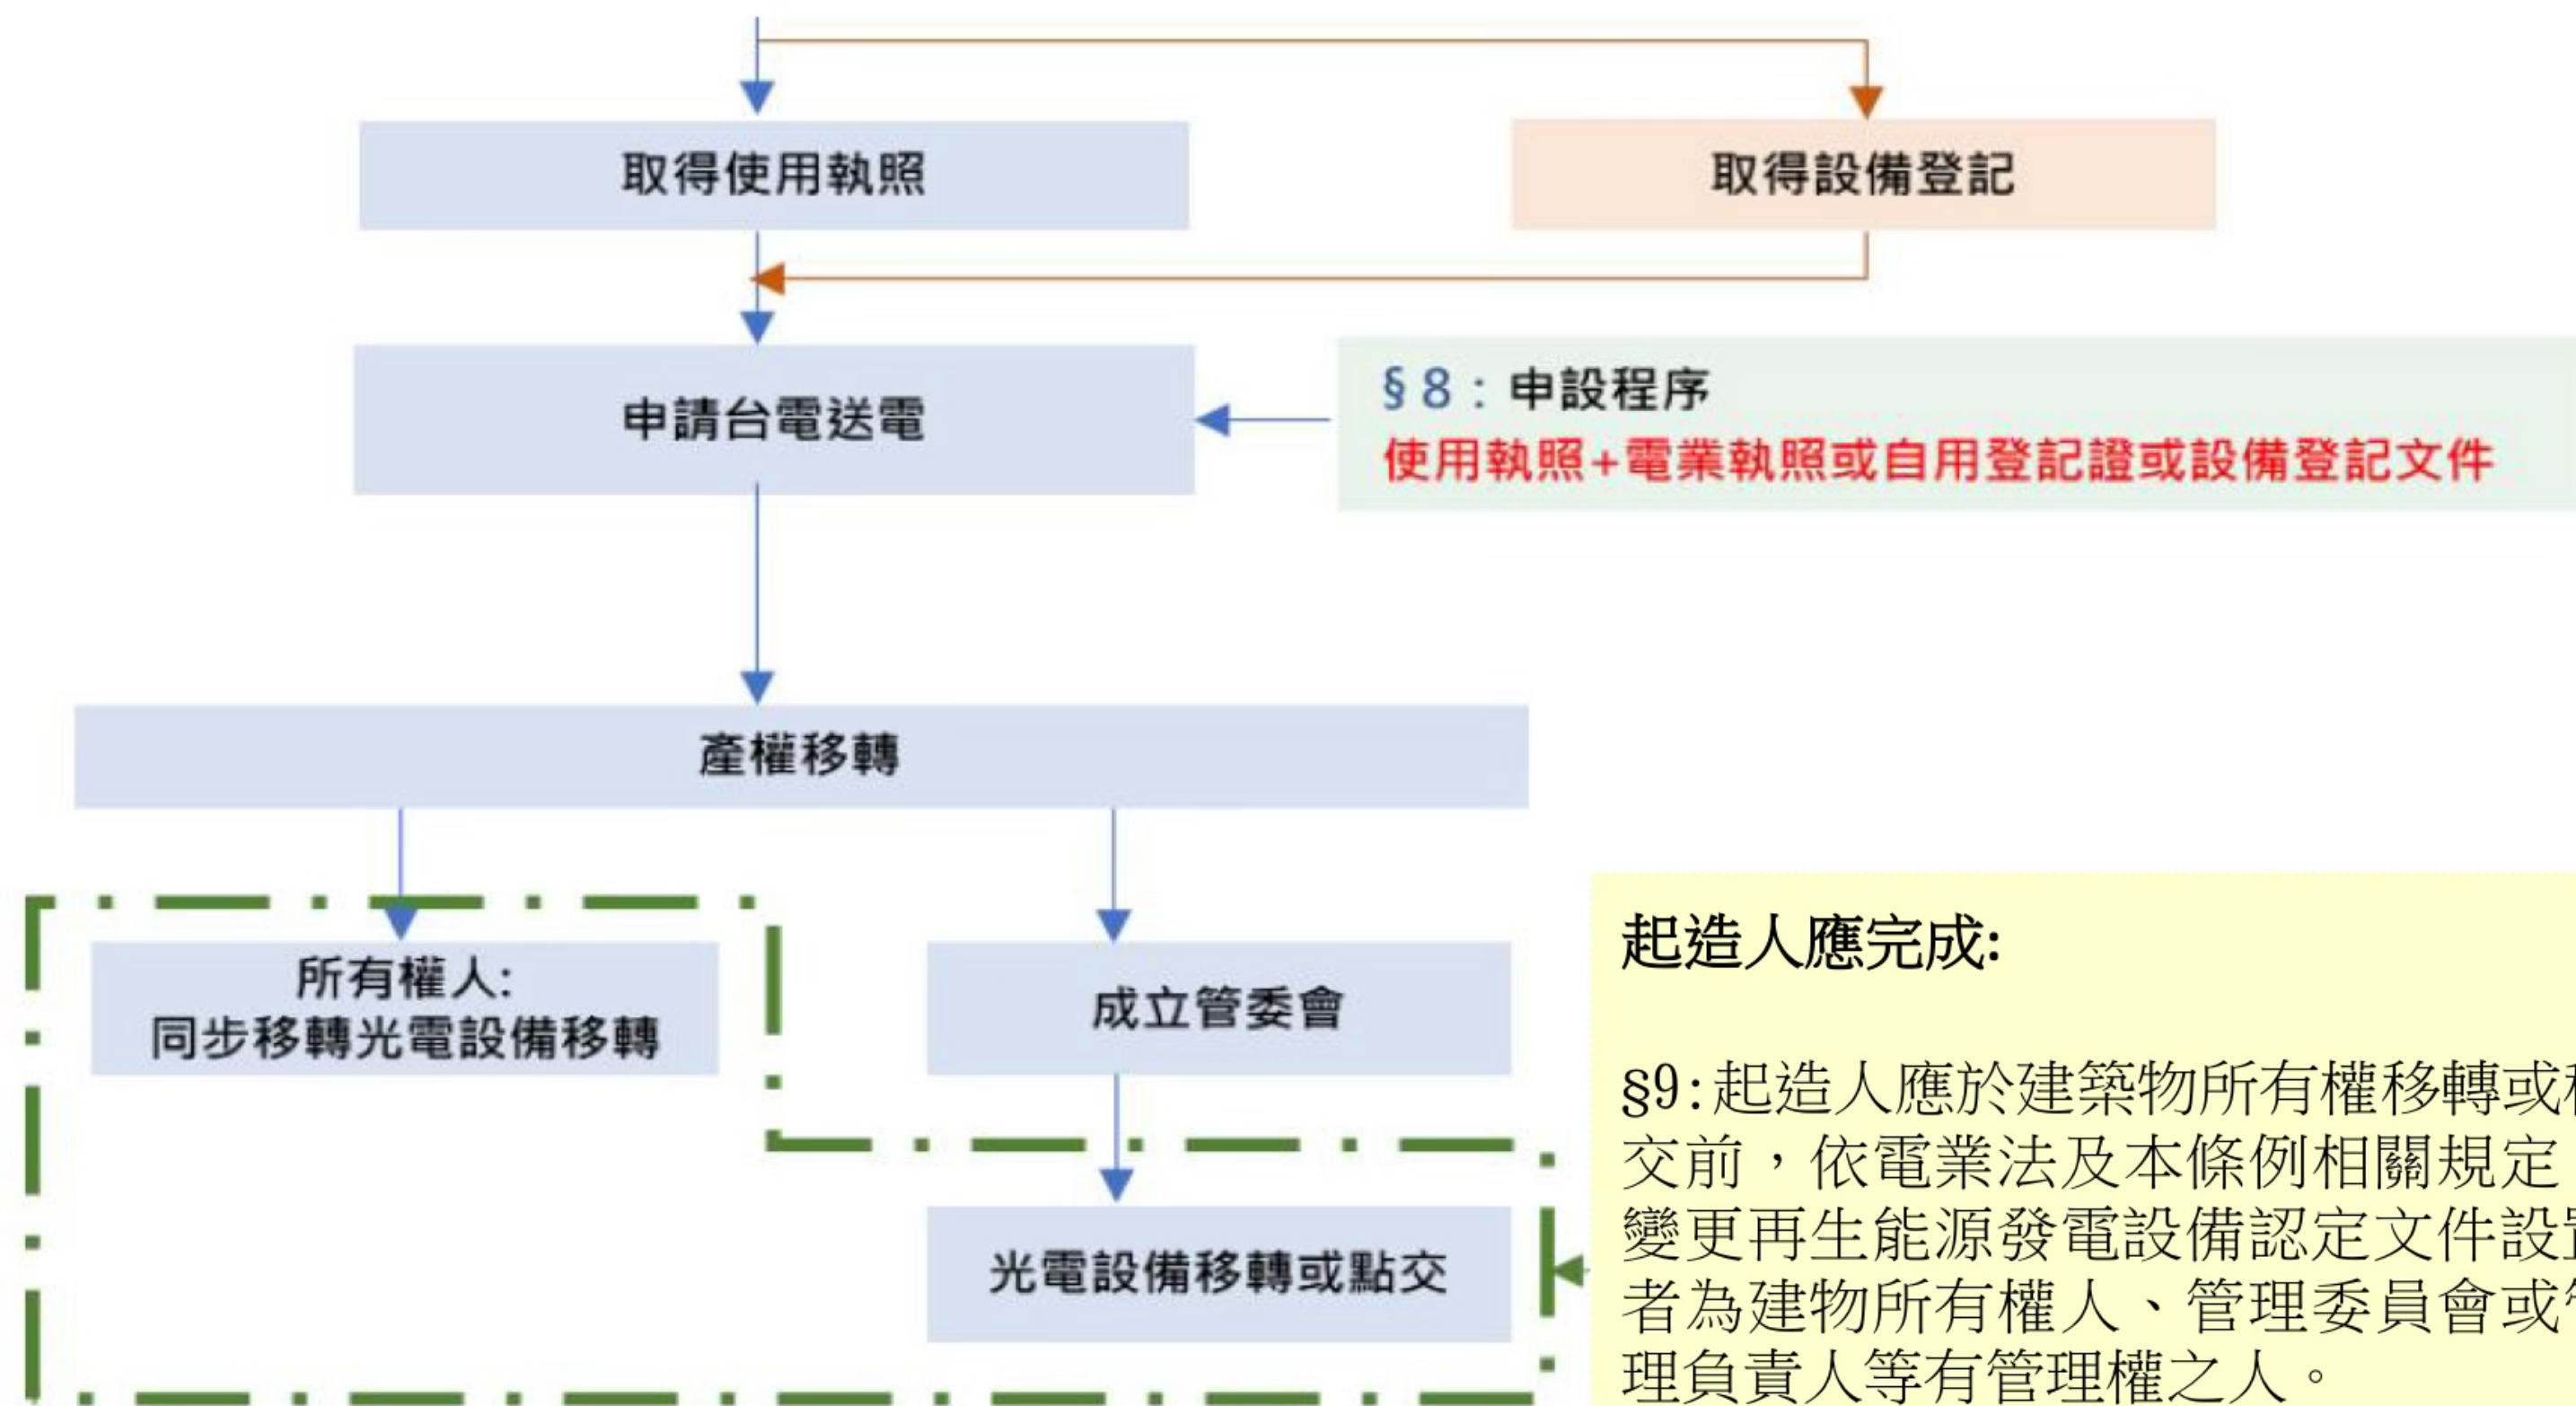 取得使用執照
取得設備登記
§8：申設程序
申請台電送電
使用執照+電業執照或自用登記證或設備登記文件
產權移轉
所有權人:
同步移轉光電設備移轉
成立管委會
光電設備移轉或點交
起造人應完成:
§9:起造人應於建築物所有權移轉或
交前，依電業法及本條例相關規定
變更再生能源發電設備認定文件設
者為建物所有權人、管理委員會或
理負責人等有管理權之人。